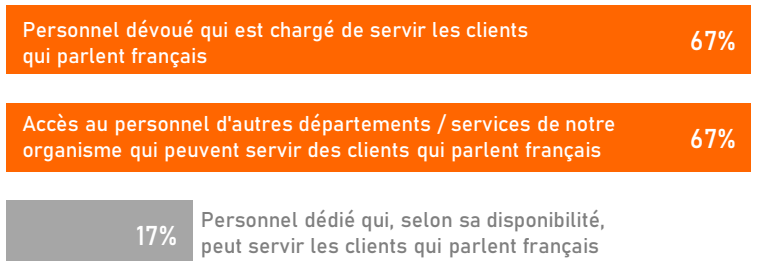 Personnel dévoué qui est chargé de servir les clients
qui parlent français
67%
Accès au personnel d'autres départements / services de notre
organisme qui peuvent servir des clients qui parlent français
67%
17%
Personnel dédié qui, selon sa disponibilité,
peut servir les clients qui parlent français